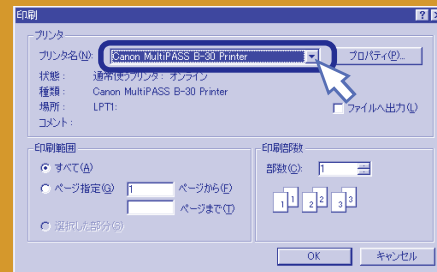 印刷
プリンタ
プリンタ名(N): Canon MultiPASS B-30 Printer プロパティ(P)...
状態： 通常使うプリンタ： オンライン
種類： Canon MultiPASS B-30 Printer
場所： LPT1: ファイルへ出力(L)
コメント：
印刷範囲 印刷部数
すべて(A) 部数(C): 1
ページ指定(G) 1 ページから(F)
ページまで(T)
選択した部分(S)
1 1 2 2 3 3
OK キャンセル